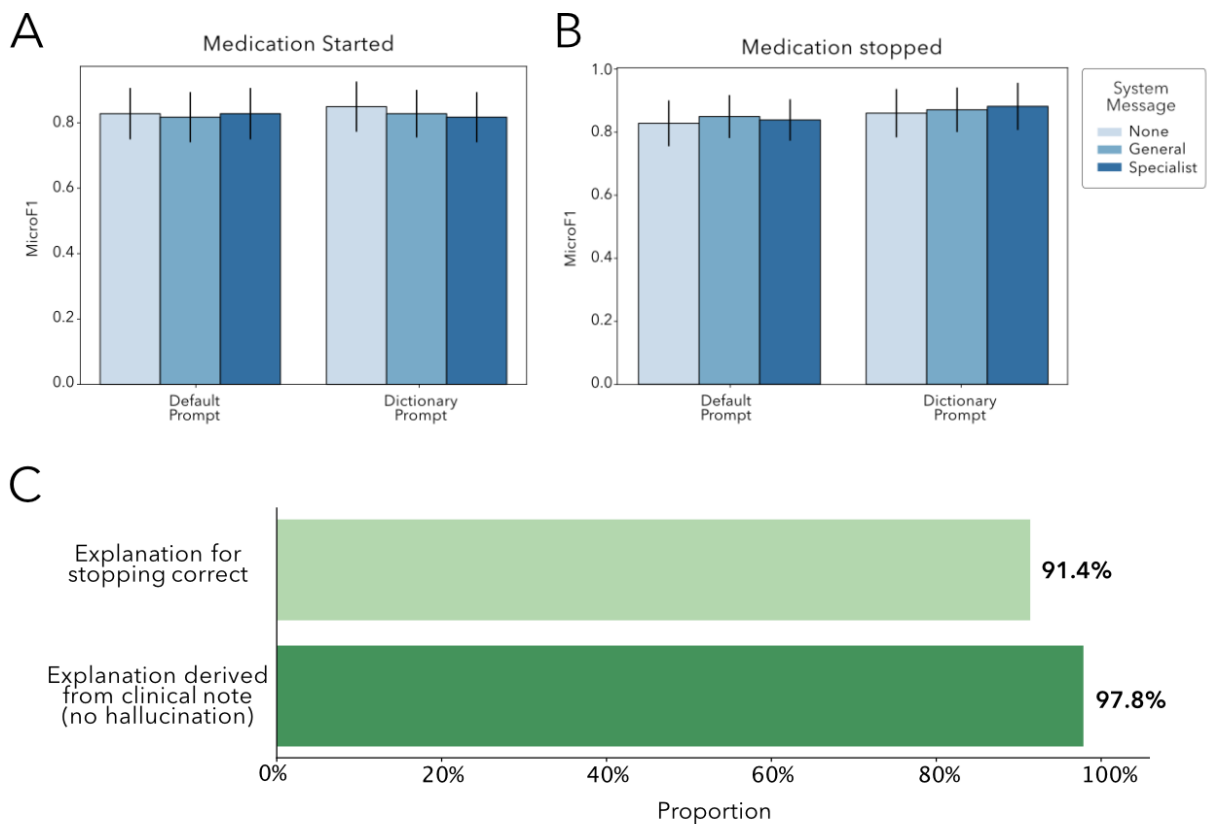 A
Medication Started
MicroF1
0.8
0.6
0.4
0.2
0.0
Default
Prompt
Dictionary
Prompt
B
Medication stopped
MicroF1
1.0
0.8
0.6
0.4
0.2
0.0
Default
Prompt
Dictionary
Prompt
System
Message
None
General
Specialist
C
Explanation for
stopping correct
91.4%
Explanation derived
from clinical note
(no hallucination)
97.8%
0%
20%
40%
60%
80%
100%
Proportion